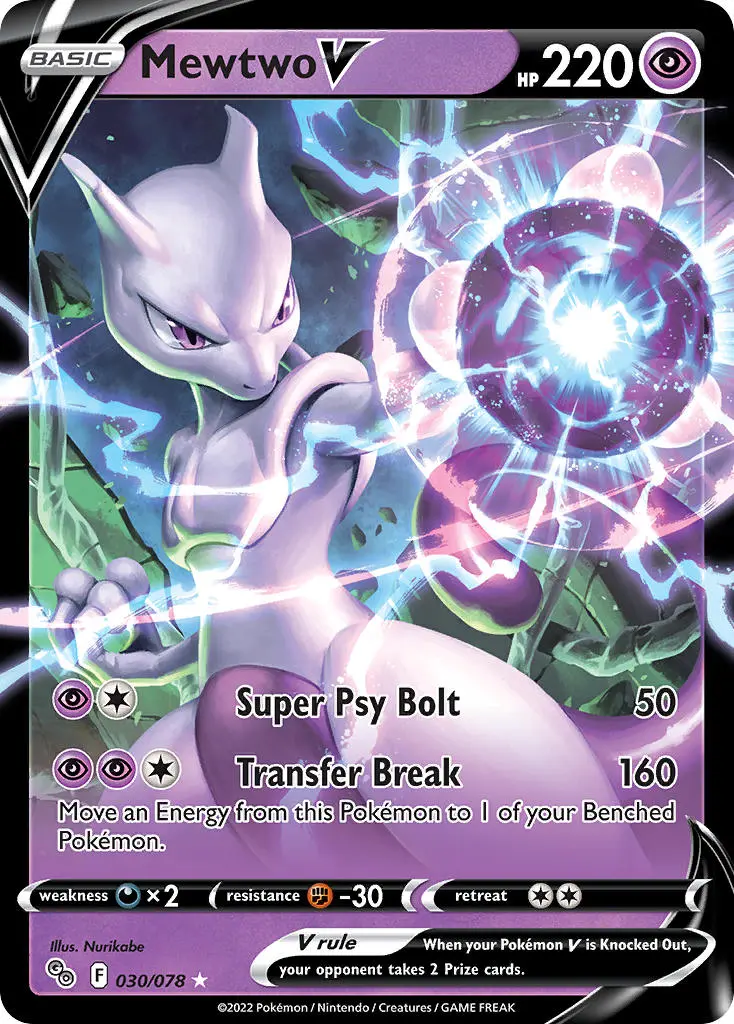 BASIC Mewtwo V HP 220
Super Psy Bolt 50
Transfer Break 160
Move an Energy from this Pokémon to 1 of your Benched
Pokémon.
weakness ×2 resistance -30 retreat
Illus. Nurikabe
V rule When your Pokémon V is Knocked Out,
your opponent takes 2 Prize cards.
GO F 030/078
©2022 Pokémon / Nintendo / Creatures / GAME FREAK